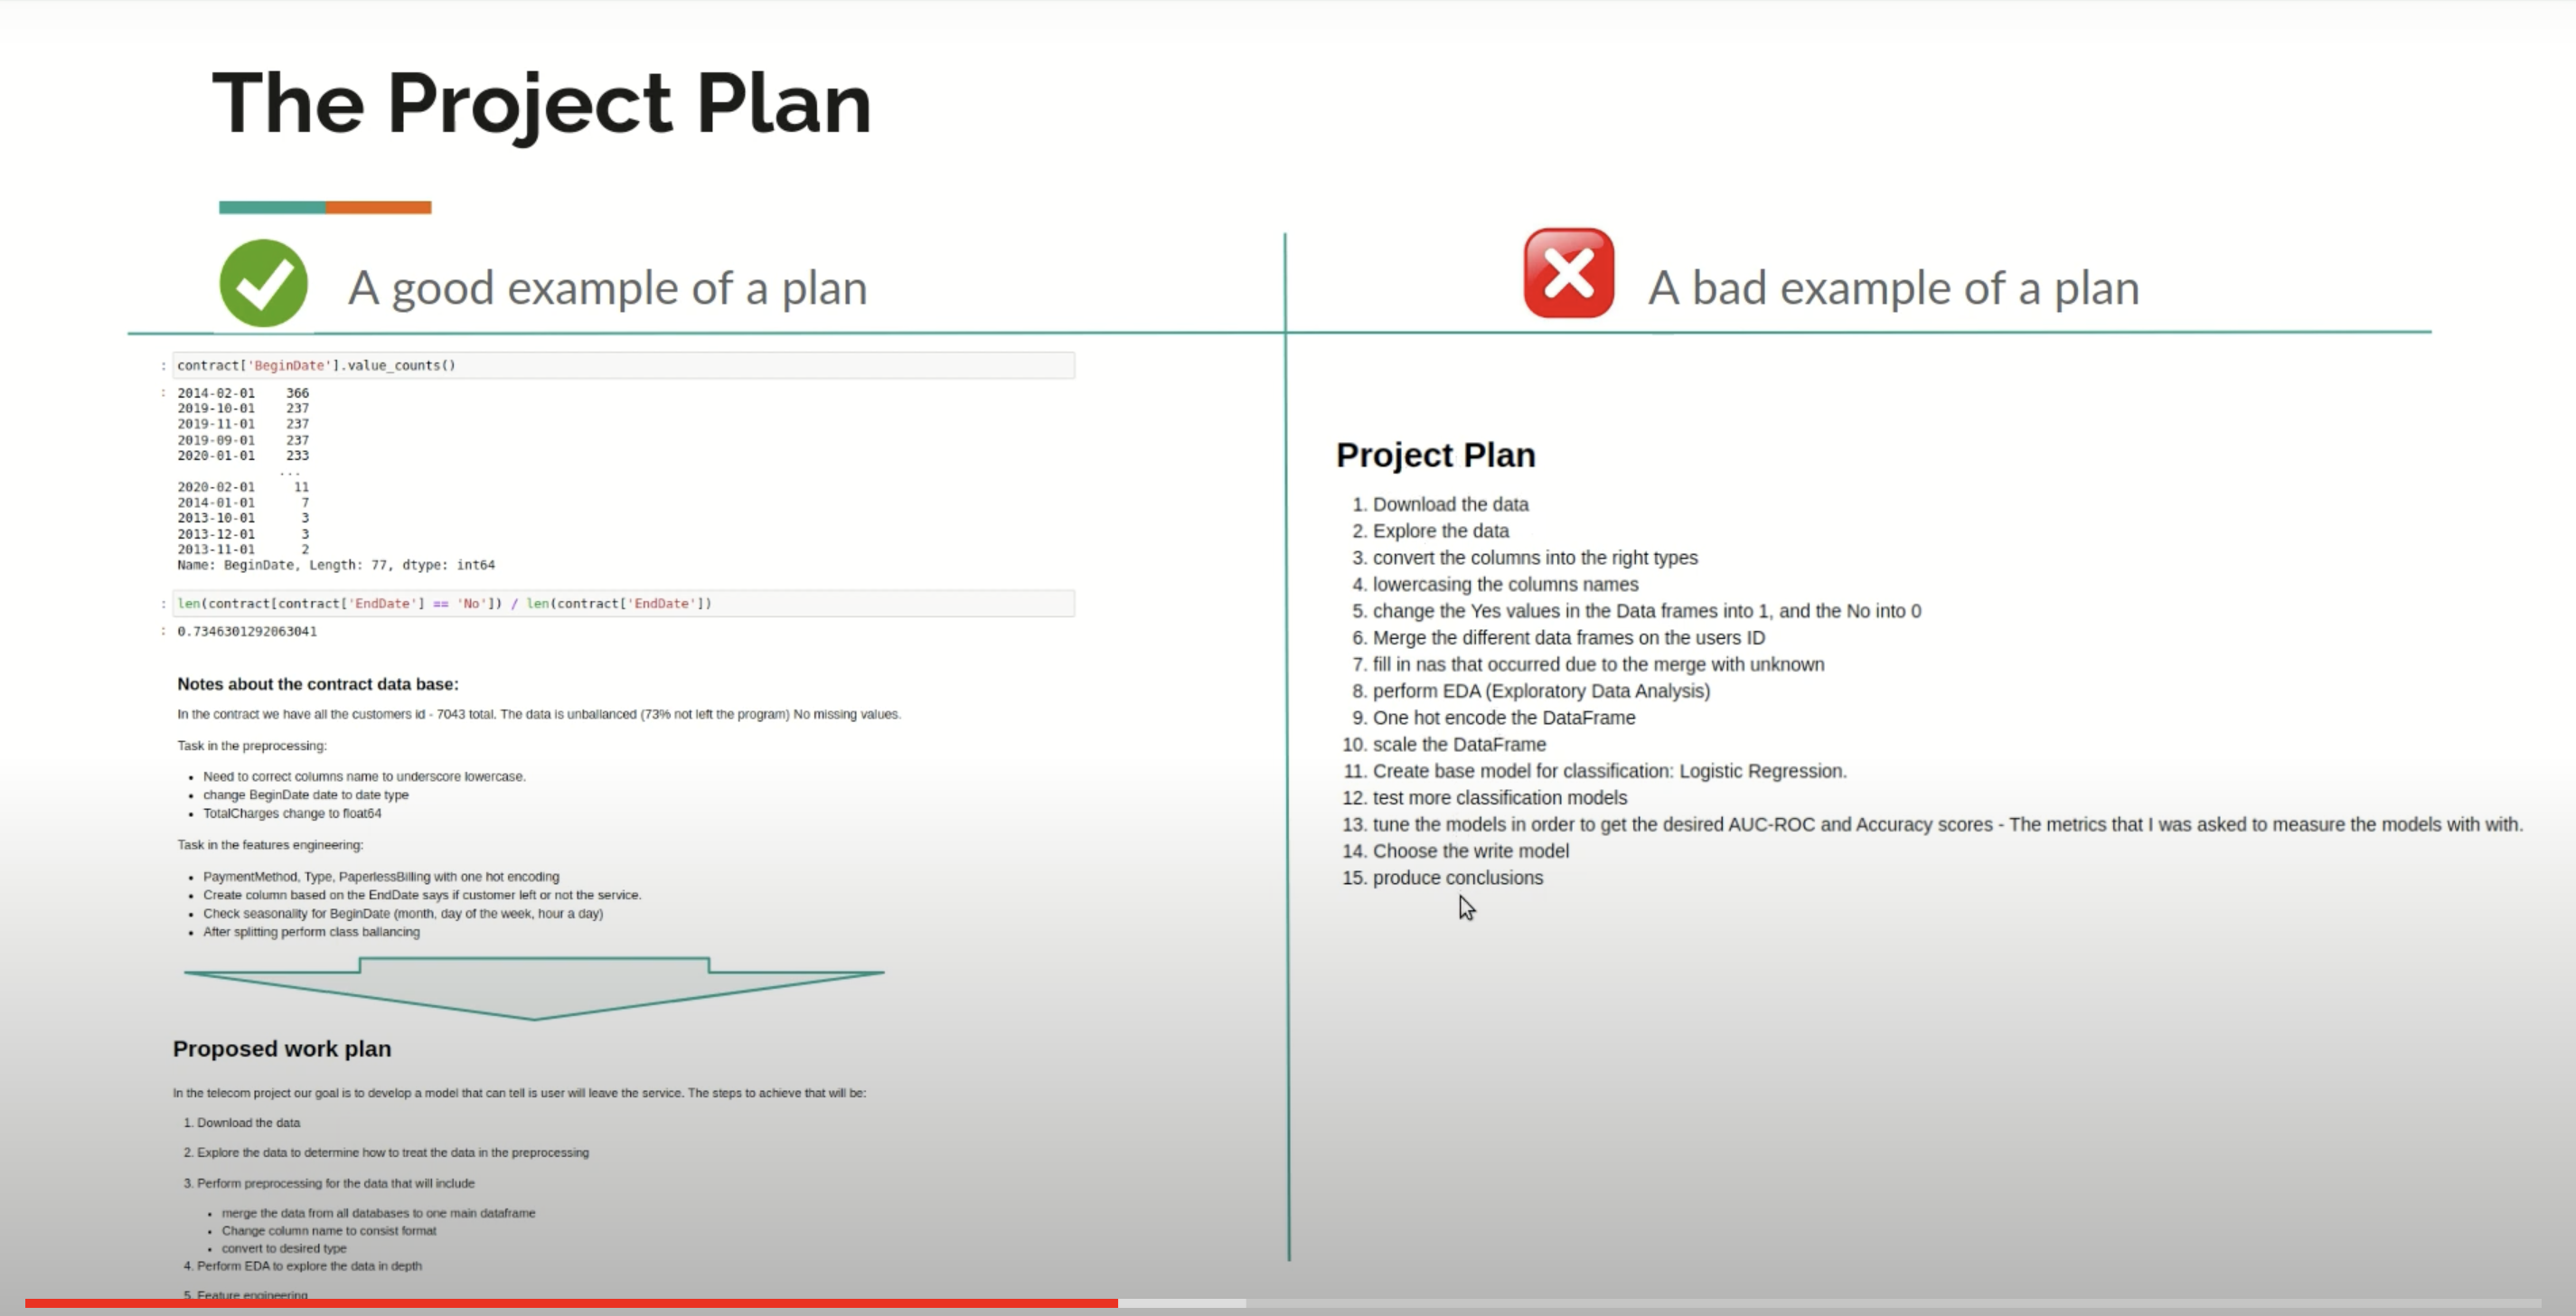 The Project Plan
A good example of a plan
: contract['BeginDate'].value_counts()
: 2014-02-01 366
2019-10-01 237
2019-11-01 237
2019-09-01 237
2020-01-01 233
...
2020-02-01 11
2014-01-01 7
2013-10-01 3
2013-12-01 3
2013-11-01 2
Name: BeginDate, Length: 77, dtype: int64
: len(contract[contract['EndDate'] == 'No']) / len(contract['EndDate'])
: 0.7346301292063041
Notes about the contract data base:
In the contract we have all the customers id - 7043 total. The data is unballanced (73% not left the program) No missing values.
Task in the preprocessing:
• Need to correct columns name to underscore lowercase.
• change BeginDate date to date type
• TotalCharges change to float64
Task in the features engineering:
• PaymentMethod, Type, PaperlessBilling with one hot encoding
• Create column based on the EndDate says if customer left or not the service.
• Check seasonality for BeginDate (month, day of the week, hour a day)
• After splitting perform class ballancing
Proposed work plan
In the telecom project our goal is to develop a model that can tell is user will leave the service. The steps to achieve that will be:
1. Download the data
2. Explore the data to determine how to treat the data in the preprocessing
3. Perform preprocessing for the data that will include
• merge the data from all databases to one main dataframe
• Change column name to consist format
• convert to desired type
4. Perform EDA to explore the data in depth
5. Feature engineering
A bad example of a plan
Project Plan
1. Download the data
2. Explore the data
3. convert the columns into the right types
4. lowercasing the columns names
5. change the Yes values in the Data frames into 1, and the No into 0
6. Merge the different data frames on the users ID
7. fill in nas that occurred due to the merge with unknown
8. perform EDA (Exploratory Data Analysis)
9. One hot encode the DataFrame
10. scale the DataFrame
11. Create base model for classification: Logistic Regression.
12. test more classification models
13. tune the models in order to get the desired AUC-ROC and Accuracy scores - The metrics that I was asked to measure the models with with.
14. Choose the write model
15. produce conclusions